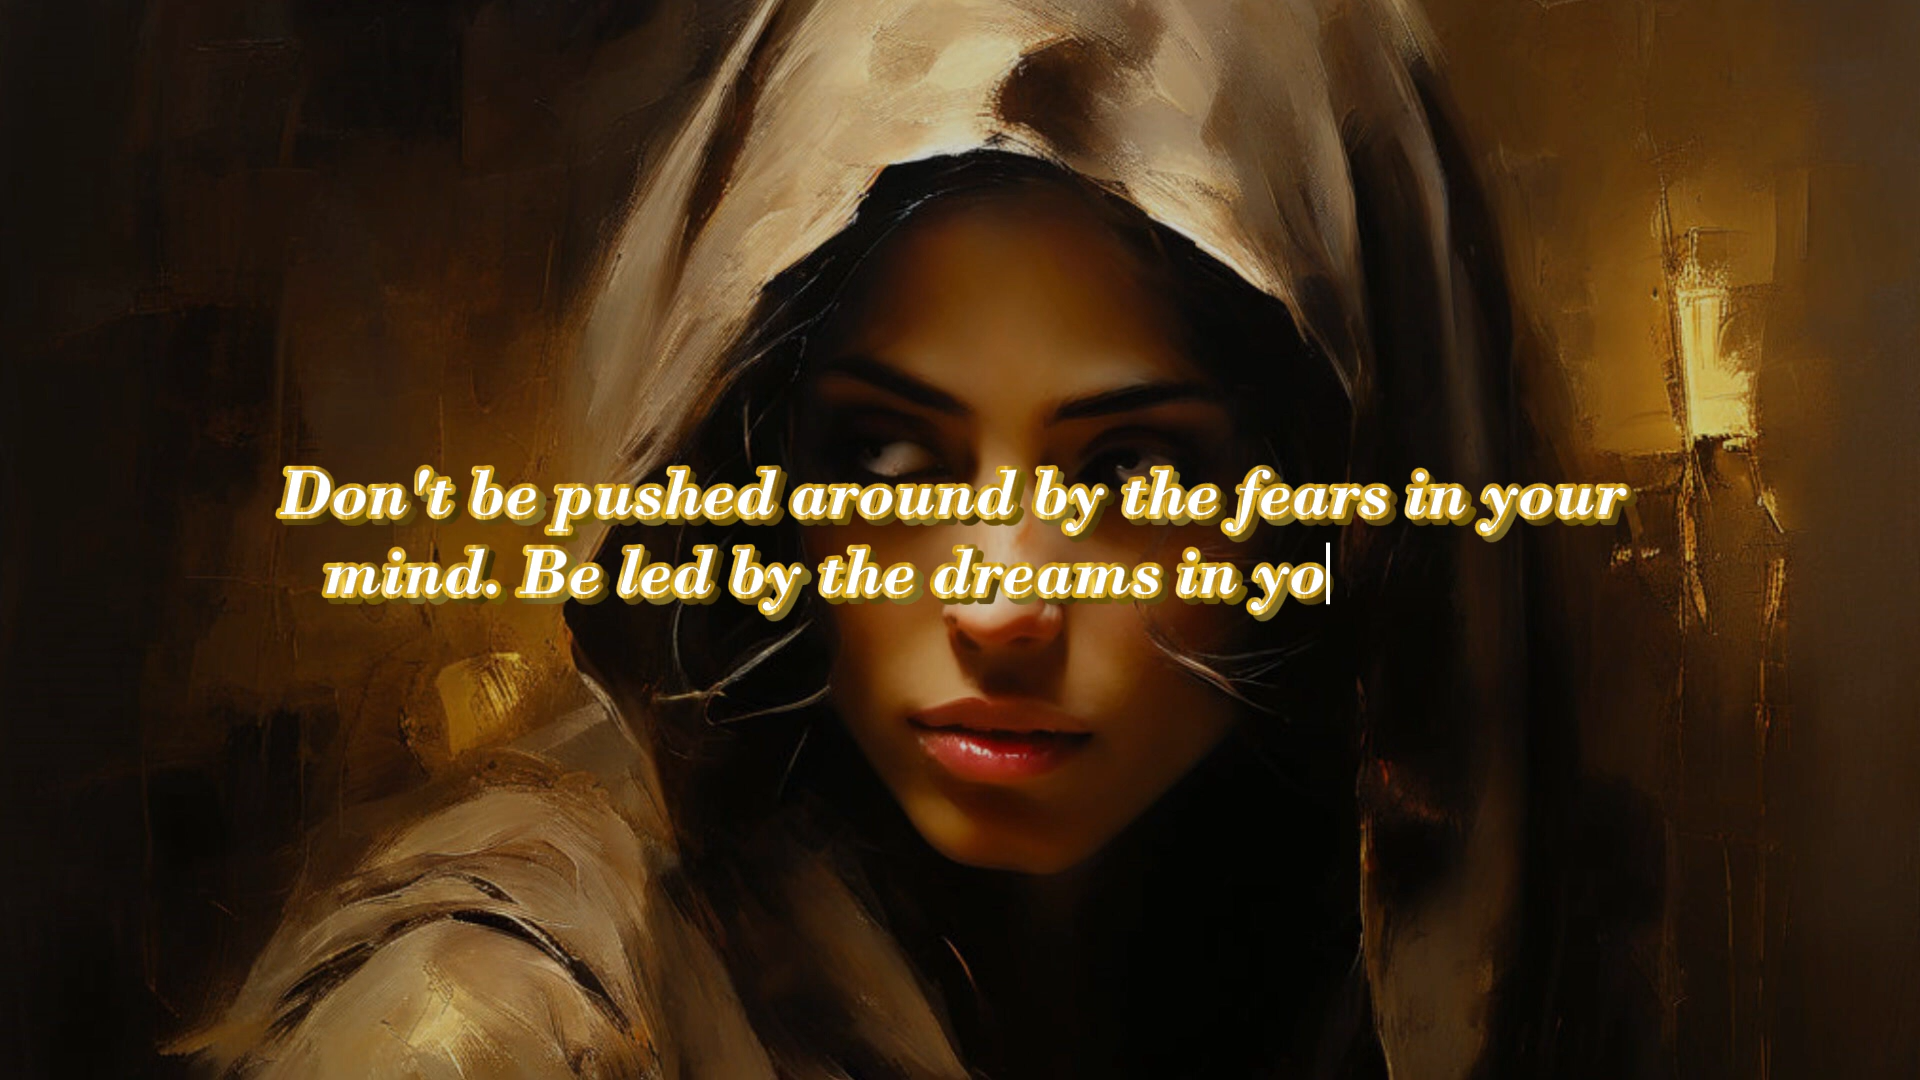 Don't be pushed around by the fears in your
mind. Be led by the dreams in yo